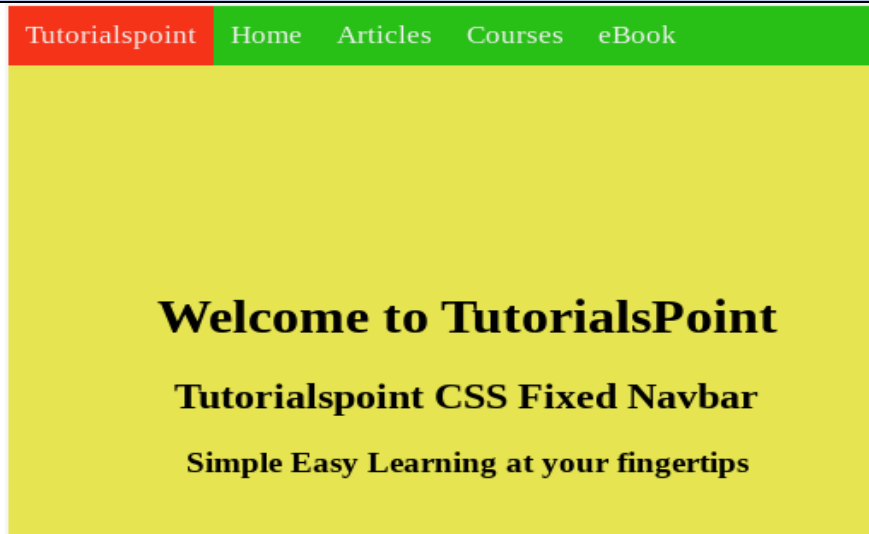 Tutorialspoint Home Articles Courses eBook
Welcome to TutorialsPoint
Tutorialspoint CSS Fixed Navbar
Simple Easy Learning at your fingertips